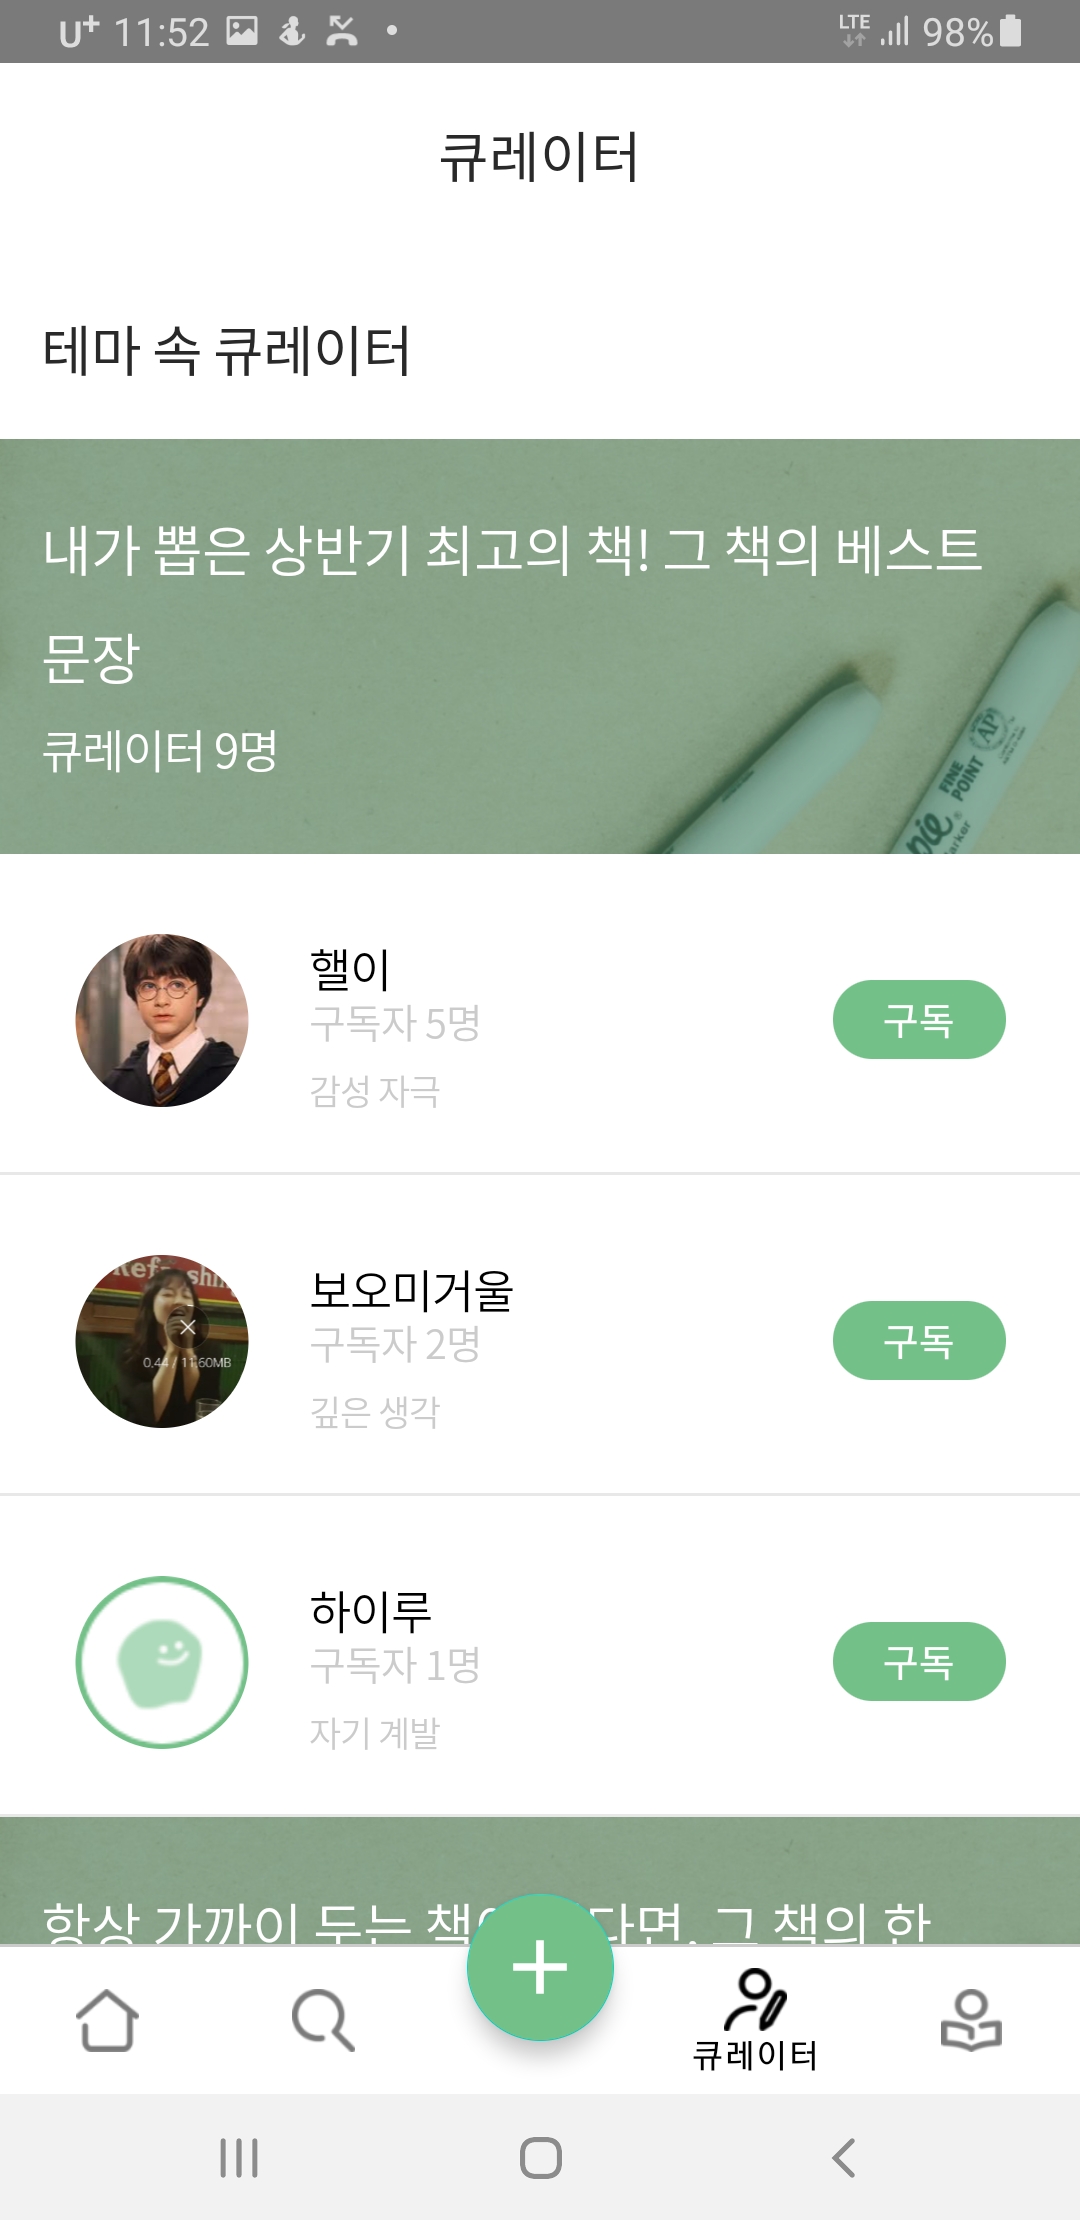 U+ 11:52 LTE 98%
큐레이터
테마 속 큐레이터
내가 뽑은 상반기 최고의 책! 그 책의 베스트
문장
큐레이터 9명
FINE
POINT
AP
핼이
구독자 5명
감성 자극
구독
보오미거울
구독자 2명
깊은 생각
구독
0.44 / 11.60MB
하이루
구독자 1명
자기 계발
구독
항상 가까이 두는 책 다면, 그 책의 한
큐레이터